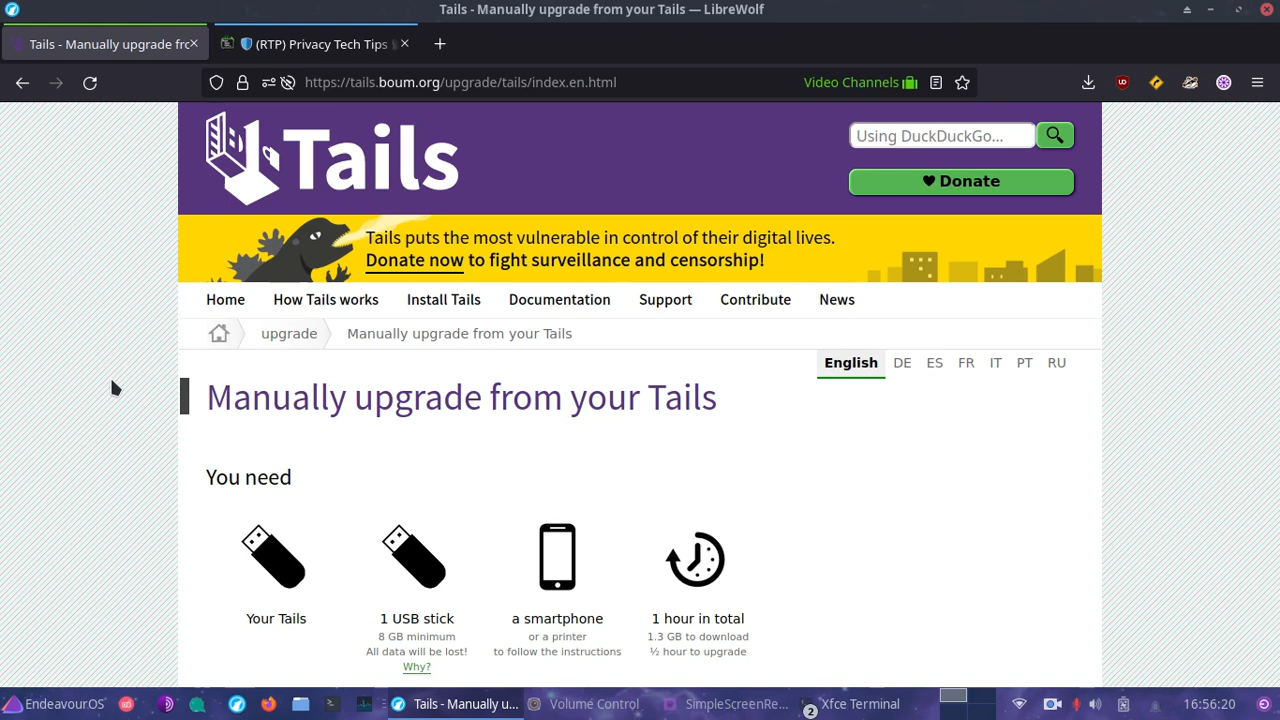 Tails - Manually upgrade from your Tails — LibreWolf
Tails - Manually upgrade fro
(RTP) Privacy Tech Tips
https://tails.boum.org/upgrade/tails/index.en.html
Video Channels
Tails
Using DuckDuckGo...
Donate
Tails puts the most vulnerable in control of their digital lives.
Donate now to fight surveillance and censorship!
Home How Tails works Install Tails Documentation Support Contribute News
upgrade Manually upgrade from your Tails
English DE ES FR IT PT RU
Manually upgrade from your Tails
You need
Your Tails 1 USB stick a smartphone 1 hour in total
8 GB minimum or a printer 1.3 GB to download
All data will be lost! to follow the instructions ½ hour to upgrade
Why?
EndeavourOS Tails - Manually u... Volume Control SimpleScreenRe... 2 Xfce Terminal 16:56:20